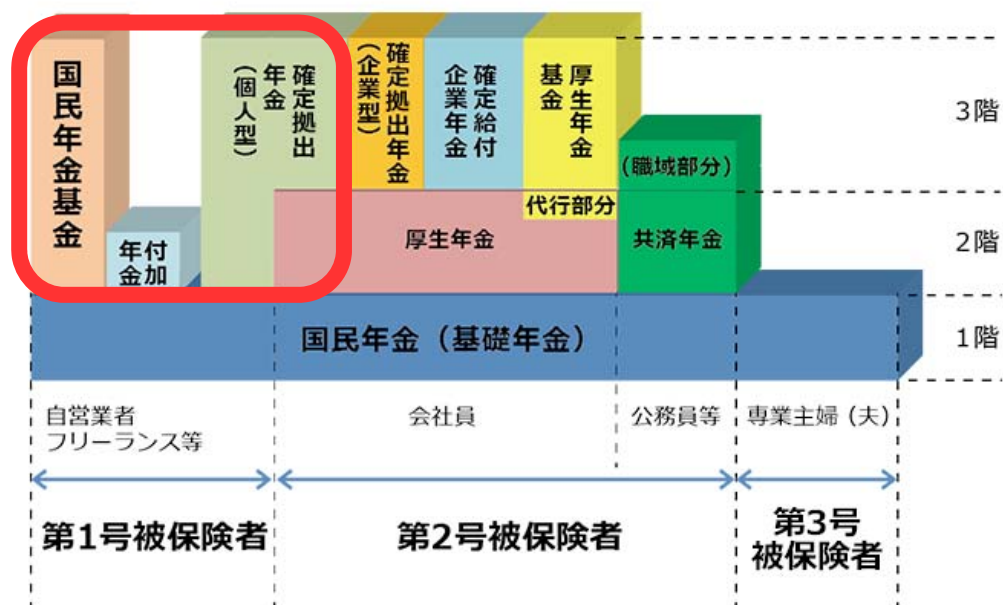 国民年金基金
付加
年金
確定拠出
年金
(個人型)
確定拠出年金
(企業型)
確定給付
企業年金
厚生年金
基金
(職域部分)
代行部分
厚生年金
共済年金
国民年金（基礎年金）
3階
2階
1階
自営業者
フリーランス等
会社員
公務員等
専業主婦（夫）
第1号被保険者
第2号被保険者
第3号
被保険者